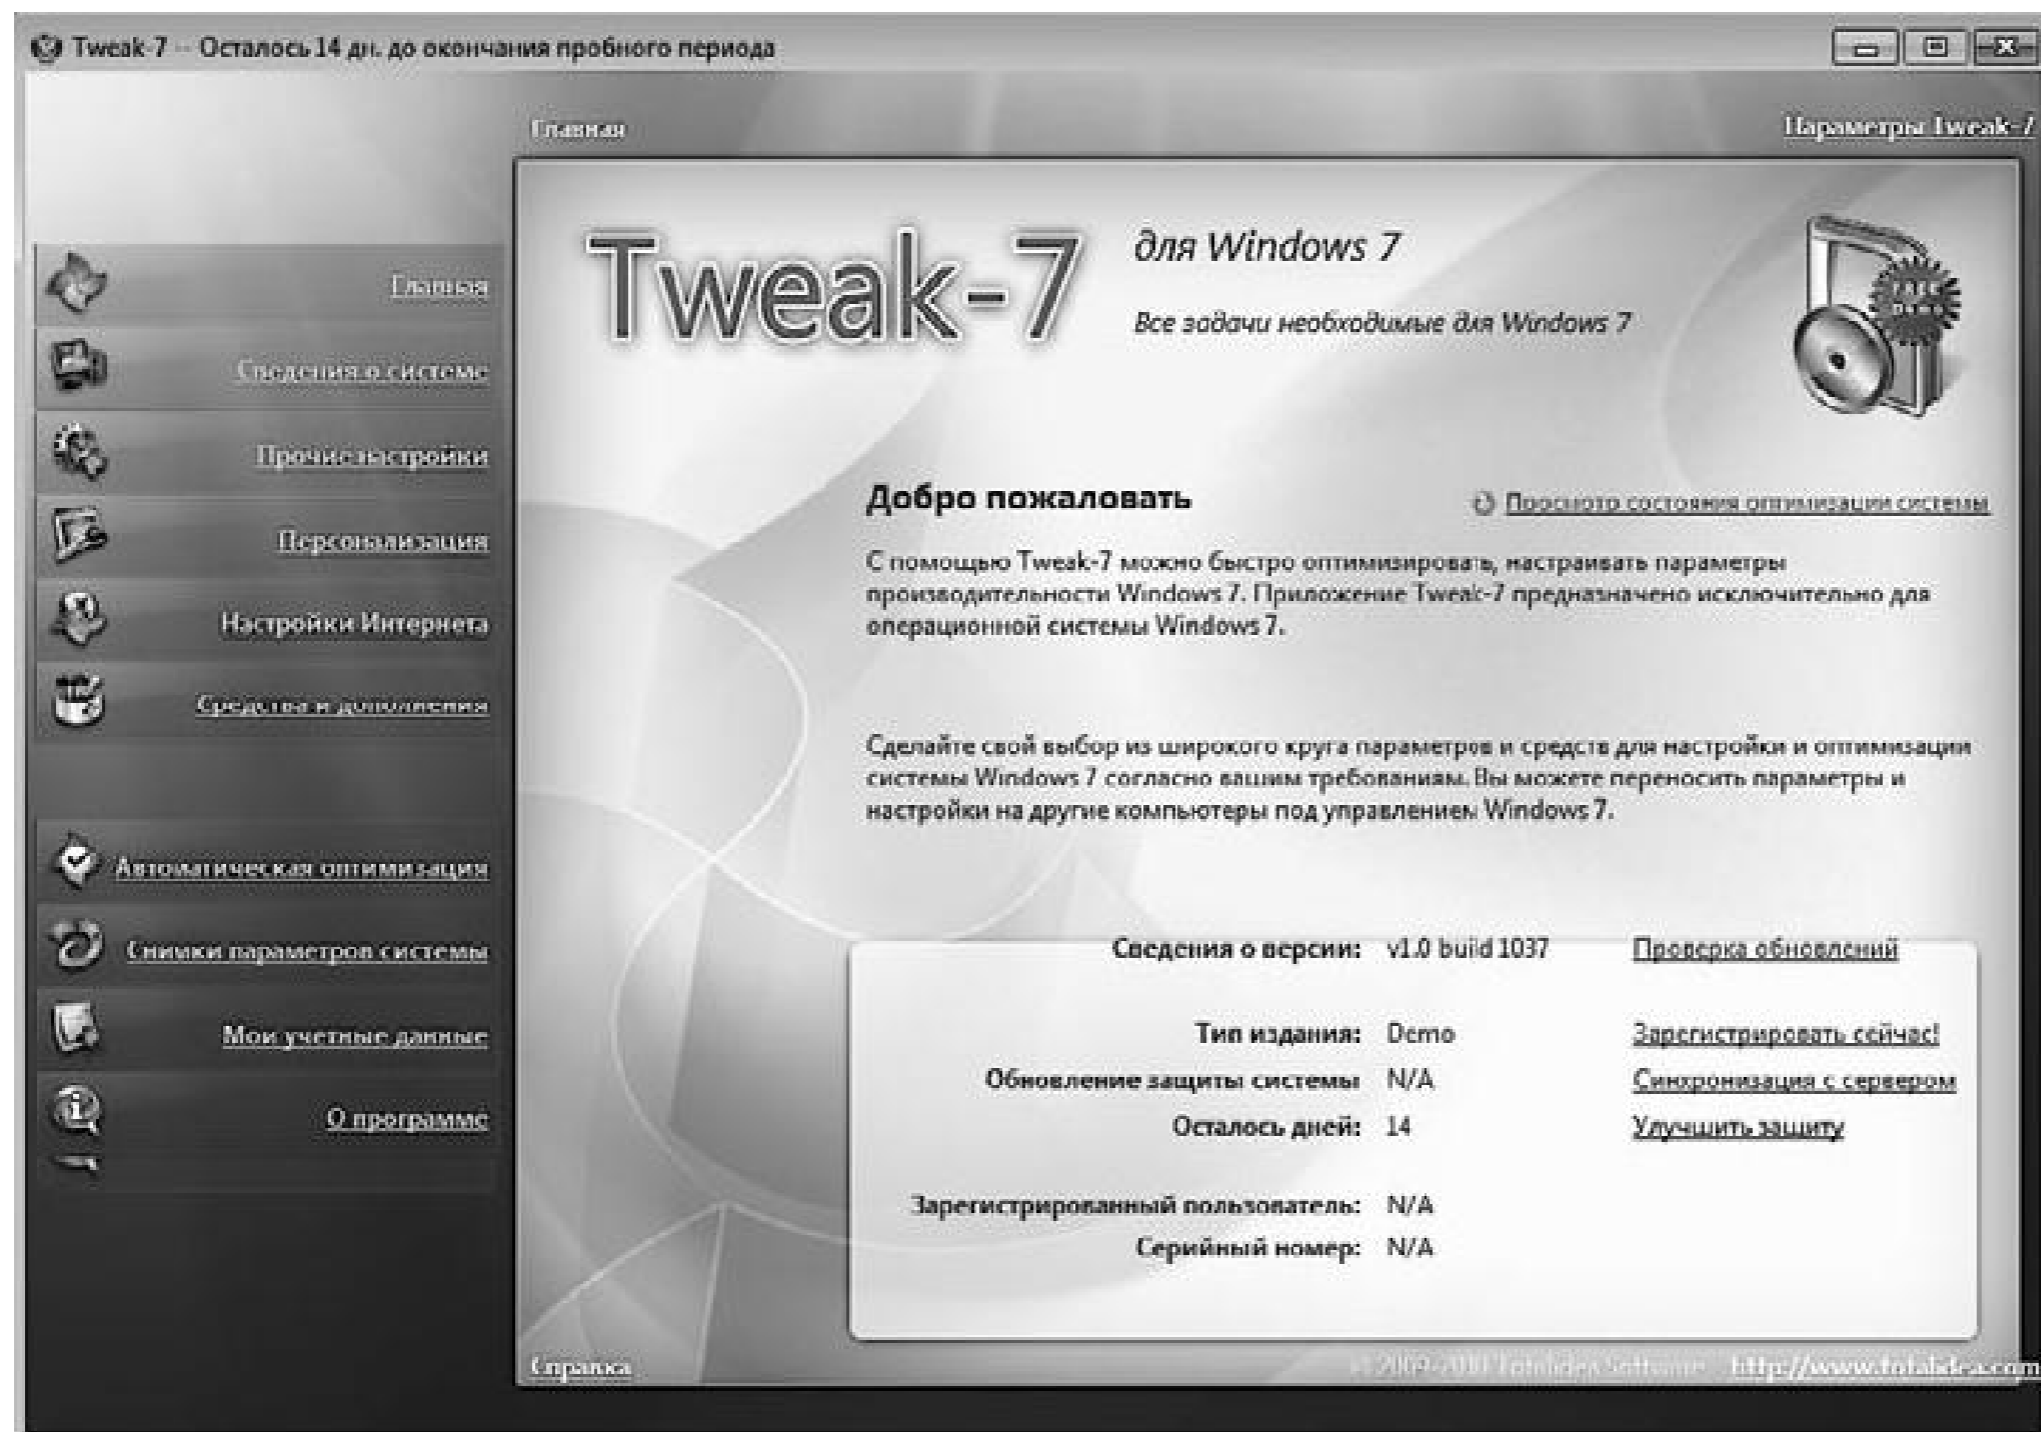 Tweak-7 -- Осталось 14 дн. до окончания пробного периода
Главная
Параметры Tweak-7
Главная
Сведения о системе
Прочие настройки
Персонализация
Настройки Интернета
Средства и дополнения
Автоматическая оптимизация
Снимки параметров системы
Мои учетные данные
О программе
Tweak-7
для Windows 7
Все задачи необходимые для Windows 7
FREE
Demo
Добро пожаловать
Просмотр состояния оптимизации системы
С помощью Tweak-7 можно быстро оптимизировать, настраивать параметры
производительности Windows 7. Приложение Tweak-7 предназначено исключительно для
операционной системы Windows 7.
Сделайте свой выбор из широкого круга параметров и средств для настройки и оптимизации
системы Windows 7 согласно вашим требованиям. Вы можете переносить параметры и
настройки на другие компьютеры под управлением Windows 7.
Сведения о версии: v1.0 build 1037 Проверка обновлений
Тип издания: Demo Зарегистрировать сейчас!
Обновление защиты системы N/A Синхронизация с сервером
Осталось дней: 14 Улучшить защиту
Зарегистрированный пользователь: N/A
Серийный номер: N/A
Справка
Totalidea Software http://www.totalidea.com